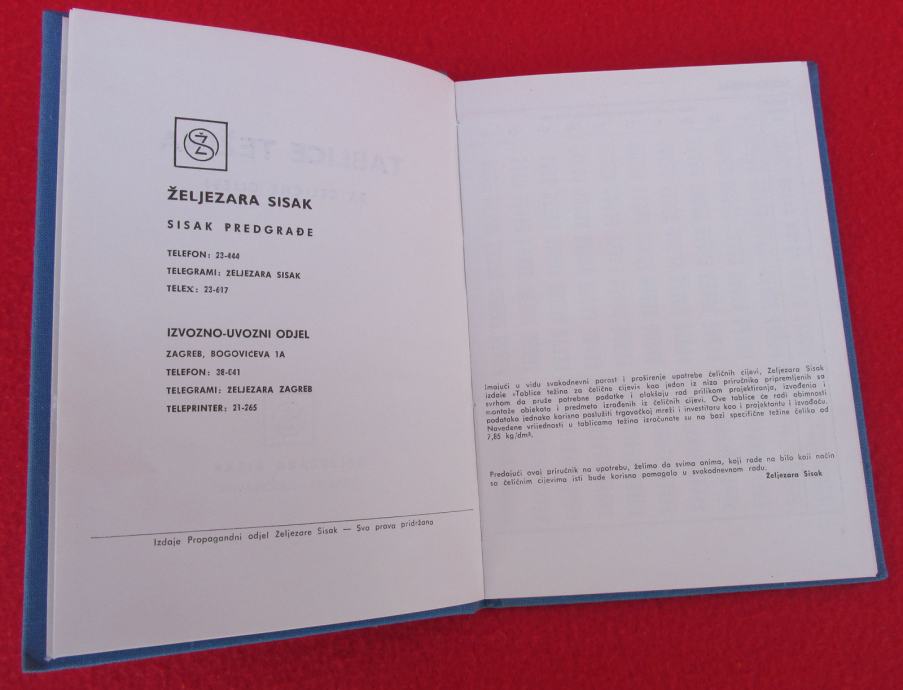 ŽELJEZARA SISAK
SISAK PREDGRAĐE
TELEFON: 23-444
TELEGRAMI: ŽELJEZARA SISAK
TELEX: 23-617
IZVOZNO-UVOZNI ODJEL
ZAGREB, BOGOVIĆEVA 1A
TELEFON: 38-041
TELEGRAMI: ŽELJEZARA ZAGREB
TELEPRINTER: 21-265
Izdaje Propagandni odjel Željezare Sisak — Sva prava pridržana
Imajući u vidu svakodnevni porast i proširenje upotrebe čeličnih cijevi, Željezara Sisak
izdaje »Tablice težina za čelične cijevi« kao jedan iz niza priručnika pripremljenih sa
svrhom da pruže potrebne podatke i olakšaju rad prilikom projektiranja, izvođenja i
montaže objekata i predmeta izrađenih iz čeličnih cijevi. Ove tablice će radi obimnosti
podataka jednako korisno poslužiti trgovačkoj mreži i investitoru kao i projektantu i izvođaču.
Navedene vrijednosti u tablicama težina izračunate su na bazi specifične težine čelika od
7,85 kg/dm³.
Predajući ovaj priručnik na upotrebu, želimo da svima onima, koji rade na bilo koji način
sa čeličnim cijevima isti bude korisno pomagalo u svakodnevnom radu.
Željezara Sisak